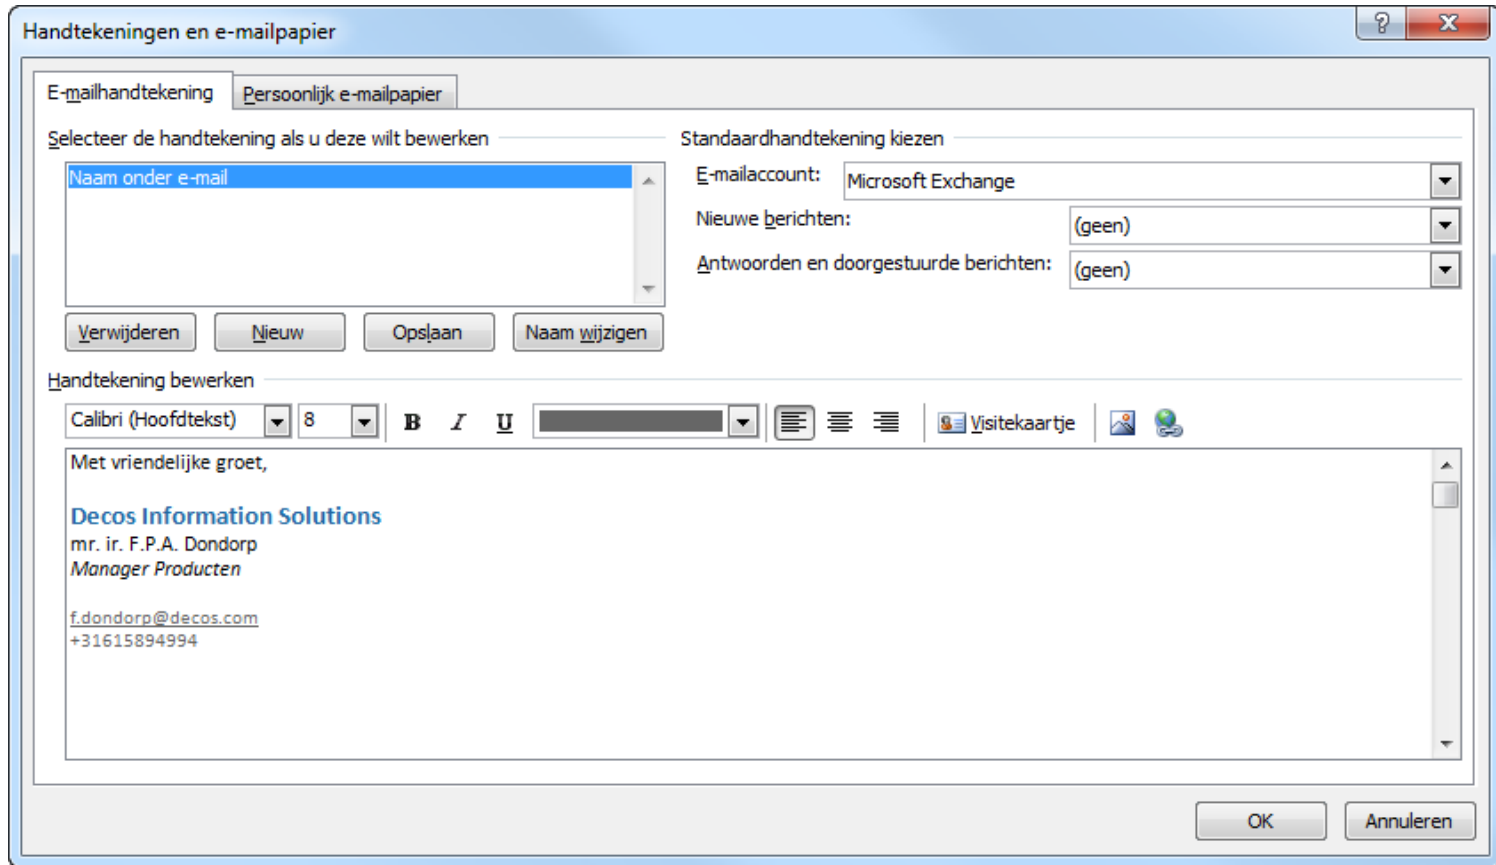 Handtekeningen en e-mailpapier
E-mailhandtekening
Persoonlijk e-mailpapier
Selecteer de handtekening als u deze wilt bewerken
Naam onder e-mail
Verwijderen
Nieuw
Opslaan
Naam wijzigen
Standaardhandtekening kiezen
E-mailaccount: Microsoft Exchange
Nieuwe berichten: (geen)
Antwoorden en doorgestuurde berichten: (geen)
Handtekening bewerken
Calibri (Hoofdtekst) 8 B I U Visitekaartje
Met vriendelijke groet,
Decos Information Solutions
mr. ir. F.P.A. Dondorp
Manager Producten
f.dondorp@decos.com
+31615894994
OK
Annuleren